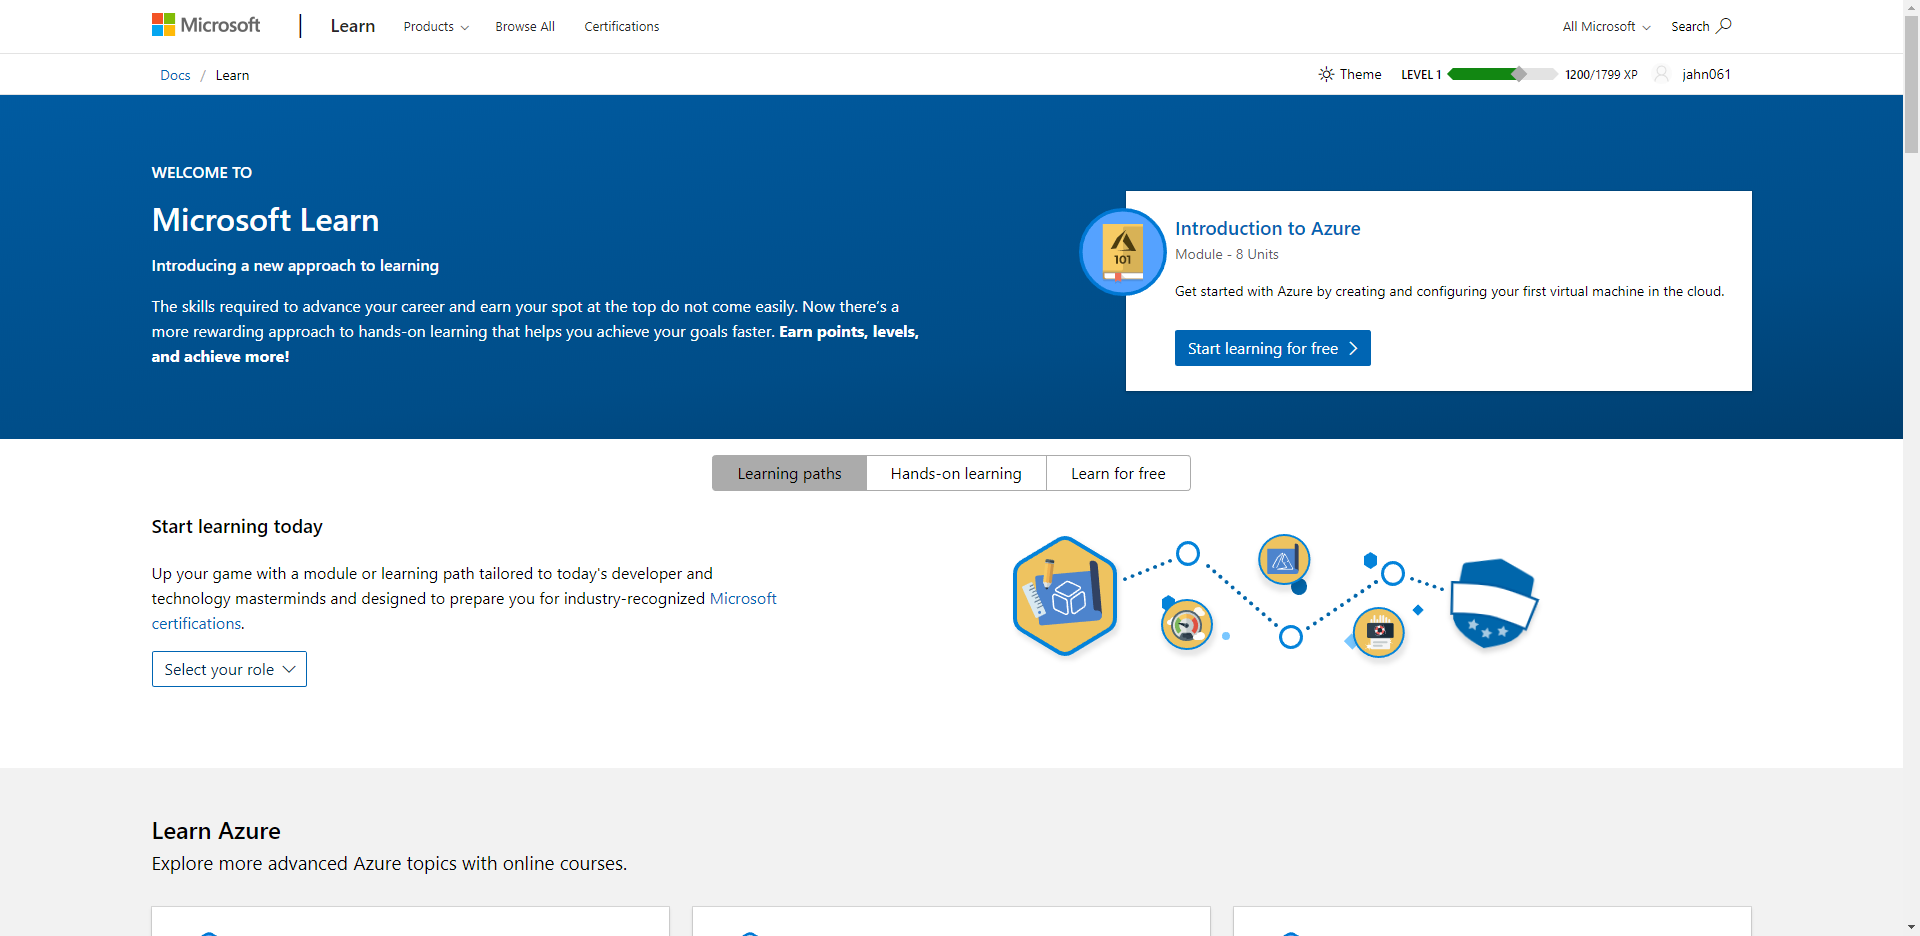 Microsoft
Learn
Products
Browse All
Certifications
All Microsoft
Search
Docs / Learn
Theme
LEVEL 1
1200/1799 XP
jahn061
WELCOME TO
Microsoft Learn
Introducing a new approach to learning
The skills required to advance your career and earn your spot at the top do not come easily. Now there’s a
more rewarding approach to hands-on learning that helps you achieve your goals faster. Earn points, levels,
and achieve more!
101
Introduction to Azure
Module - 8 Units
Get started with Azure by creating and configuring your first virtual machine in the cloud.
Start learning for free
Learning paths
Hands-on learning
Learn for free
Start learning today
Up your game with a module or learning path tailored to today's developer and
technology masterminds and designed to prepare you for industry-recognized Microsoft
certifications.
Select your role
Learn Azure
Explore more advanced Azure topics with online courses.